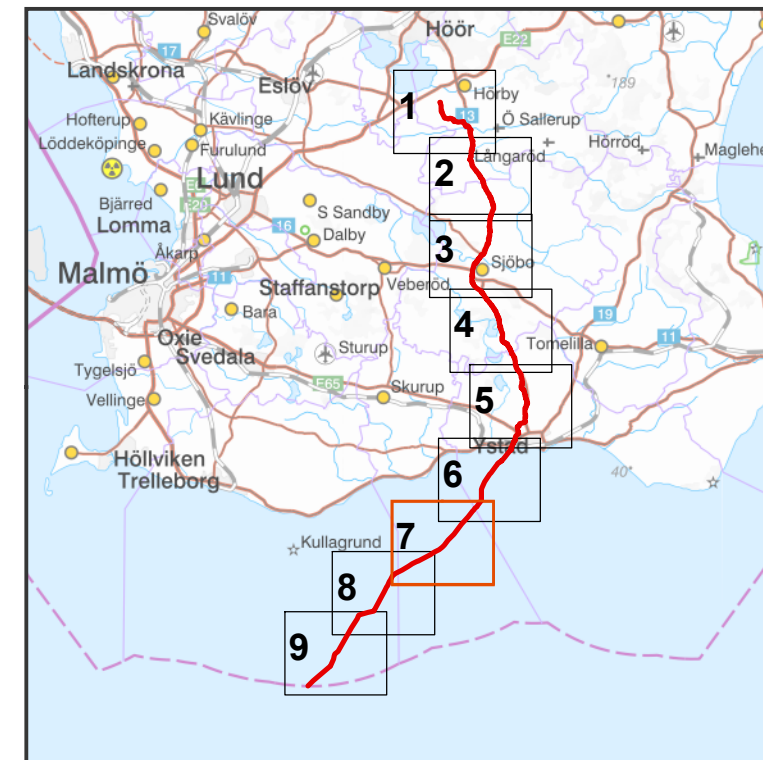 Svalöv
Höör
E22
17
Landskrona
Eslöv
189
1
Hörby
Hofterup
Kävlinge
13
Ö Sallerup
Löddeköpinge
Furulund
Hörröd
Långaröd
2
Lund
E20
Bjärred
S Sandby
Lomma
16
Dalby
Åkarp
3
Sjöbo
Malmö
11
Veberöd
Staffanstorp
4
Bara
19
Oxie
11
Svedala
Sturup
Tomelilla
Tygelsjö
E65
Skurup
5
Vellinge
Ystad
Höllviken
40
Trelleborg
6
7
Kullagrund
8
9